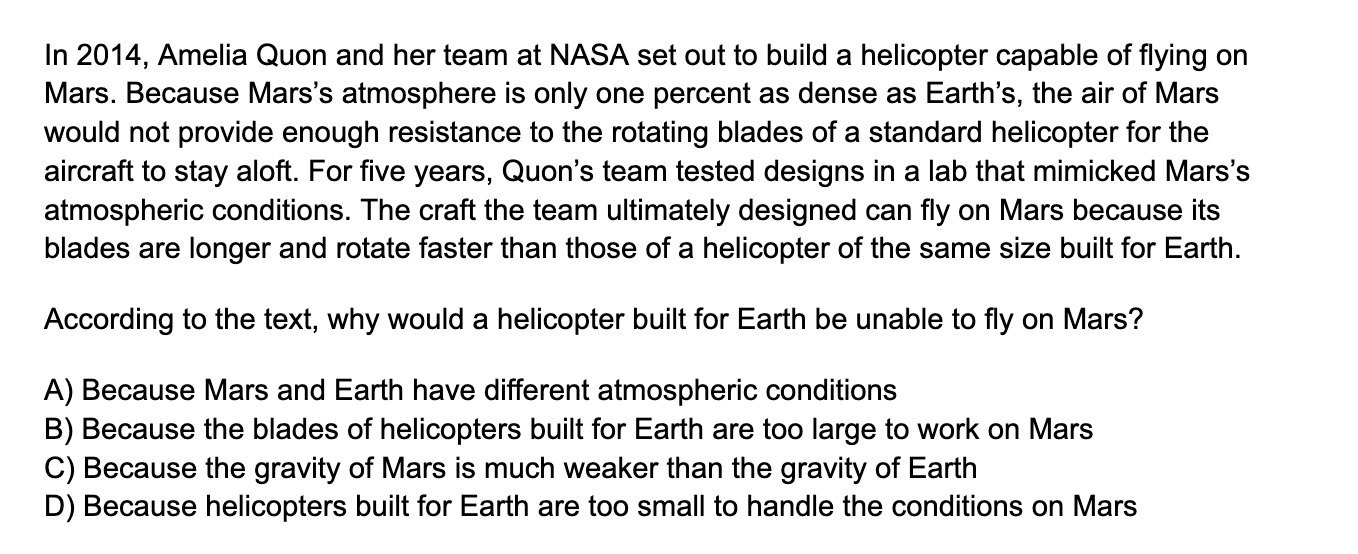 In 2014, Amelia Quon and her team at NASA set out to build a helicopter capable of flying on
Mars. Because Mars’s atmosphere is only one percent as dense as Earth’s, the air of Mars
would not provide enough resistance to the rotating blades of a standard helicopter for the
aircraft to stay aloft. For five years, Quon’s team tested designs in a lab that mimicked Mars’s
atmospheric conditions. The craft the team ultimately designed can fly on Mars because its
blades are longer and rotate faster than those of a helicopter of the same size built for Earth.
According to the text, why would a helicopter built for Earth be unable to fly on Mars?
A) Because Mars and Earth have different atmospheric conditions
B) Because the blades of helicopters built for Earth are too large to work on Mars
C) Because the gravity of Mars is much weaker than the gravity of Earth
D) Because helicopters built for Earth are too small to handle the conditions on Mars